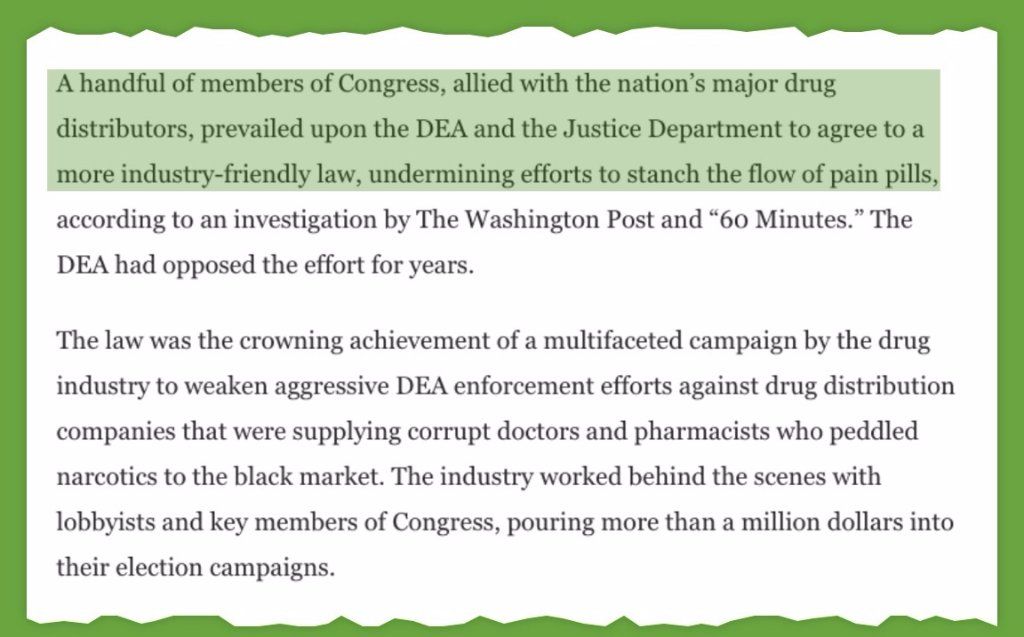 A handful of members of Congress, allied with the nation’s major drug
distributors, prevailed upon the DEA and the Justice Department to agree to a
more industry-friendly law, undermining efforts to stanch the flow of pain pills,
according to an investigation by The Washington Post and “60 Minutes.” The
DEA had opposed the effort for years.
The law was the crowning achievement of a multifaceted campaign by the drug
industry to weaken aggressive DEA enforcement efforts against drug distribution
companies that were supplying corrupt doctors and pharmacists who peddled
narcotics to the black market. The industry worked behind the scenes with
lobbyists and key members of Congress, pouring more than a million dollars into
their election campaigns.